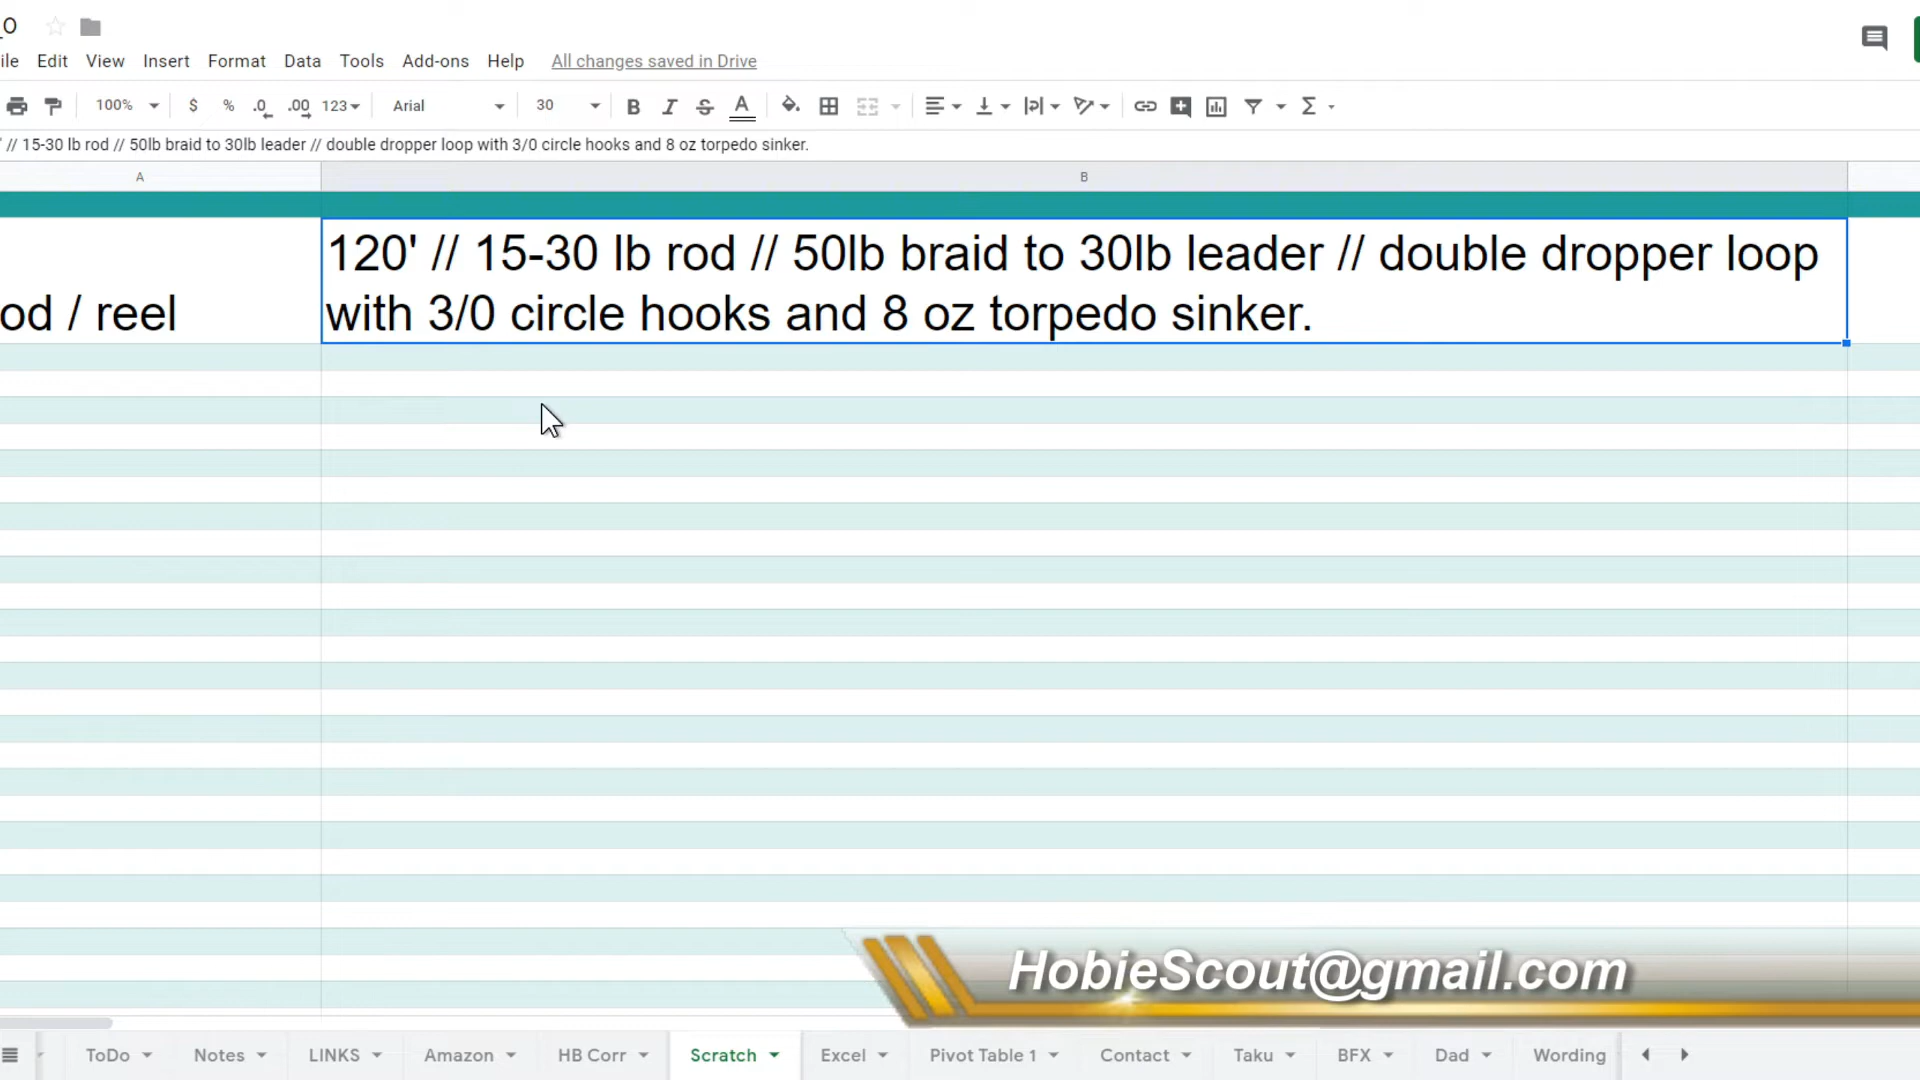 O
ile Edit View Insert Format Data Tools Add-ons Help All changes saved in Drive
100% $ % .0 .00 123 Arial 30 B I S A Σ
' // 15-30 lb rod // 50lb braid to 30lb leader // double dropper loop with 3/0 circle hooks and 8 oz torpedo sinker.
A B
120' // 15-30 lb rod // 50lb braid to 30lb leader // double dropper loop
od / reel with 3/0 circle hooks and 8 oz torpedo sinker.
HobieScout@gmail.com
ToDo Notes LINKS Amazon HB Corr Scratch Excel Pivot Table 1 Contact Taku BFX Dad Wording